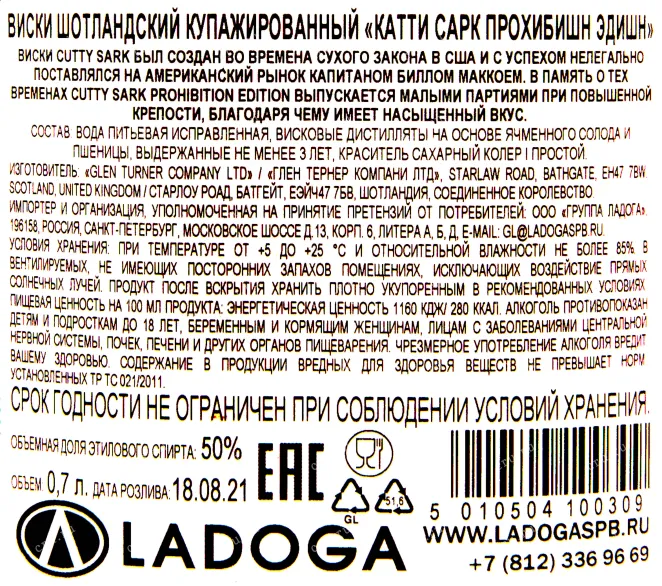 ВИСКИ ШОТЛАНДСКИЙ КУПАЖИРОВАННЫЙ «КАТТИ САРК ПРОХИБИШН ЭДИШН»
ВИСКИ CUTTY SARK БЫЛ СОЗДАН ВО ВРЕМЕНА СУХОГО ЗАКОНА В США И С УСПЕХОМ НЕЛЕГАЛЬНО
ПОСТАВЛЯЛСЯ НА АМЕРИКАНСКИЙ РЫНОК КАПИТАНОМ БИЛЛОМ МАККОЕМ. В ПАМЯТЬ О ТЕХ
ВРЕМЕНАХ CUTTY SARK PROHIBITION EDITION ВЫПУСКАЕТСЯ МАЛЫМИ ПАРТИЯМИ ПРИ ПОВЫШЕННОЙ
КРЕПОСТИ, БЛАГОДАРЯ ЧЕМУ ИМЕЕТ НАСЫЩЕННЫЙ ВКУС.
СОСТАВ: ВОДА ПИТЬЕВАЯ ИСПРАВЛЕННАЯ, ВИСКОВЫЕ ДИСТИЛЛЯТЫ НА ОСНОВЕ ЯЧМЕННОГО СОЛОДА И
ПШЕНИЦЫ, ВЫДЕРЖАННЫЕ НЕ МЕНЕЕ 3 ЛЕТ, КРАСИТЕЛЬ САХАРНЫЙ КОЛЕР I ПРОСТОЙ.
ИЗГОТОВИТЕЛЬ: «GLEN TURNER COMPANY LTD» / «ГЛЕН ТЕРНЕР КОМПАНИ ЛТД», STARLAW ROAD, BATHGATE, EH47 7BW,
SCOTLAND, UNITED KINGDOM / СТАРЛОУ РОАД, БАТГЕЙТ, ЕЭЙЧ47 7БВ, ШОТЛАНДИЯ, СОЕДИНЕННОЕ КОРОЛЕВСТВО.
ИМПОРТЕР И ОРГАНИЗАЦИЯ, УПОЛНОМОЧЕННАЯ НА ПРИНЯТИЕ ПРЕТЕНЗИЙ ОТ ПОТРЕБИТЕЛЕЙ: ООО «ГРУППА ЛАДОГА»,
196158, РОССИЯ, САНКТ-ПЕТЕРБУРГ, МОСКОВСКОЕ ШОССЕ Д.13, КОРП. 6, ЛИТЕРА А, Б, Д, E-MAIL: GL@LADOGASPB.RU.
УСЛОВИЯ ХРАНЕНИЯ: ПРИ ТЕМПЕРАТУРЕ ОТ +5 ДО +25 °С И ОТНОСИТЕЛЬНОЙ ВЛАЖНОСТИ НЕ БОЛЕЕ 85% В
ВЕНТИЛИРУЕМЫХ, НЕ ИМЕЮЩИХ ПОСТОРОННИХ ЗАПАХОВ ПОМЕЩЕНИЯХ, ИСКЛЮЧАЮЩИХ ВОЗДЕЙСТВИЕ ПРЯМЫХ
СОЛНЕЧНЫХ ЛУЧЕЙ. ПРОДУКТ ПОСЛЕ ВСКРЫТИЯ ХРАНИТЬ ПЛОТНО УКУПОРЕННЫМ В РЕКОМЕНДОВАННЫХ УСЛОВИЯХ
ПИЩЕВАЯ ЦЕННОСТЬ НА 100 МЛ ПРОДУКТА: ЭНЕРГЕТИЧЕСКАЯ ЦЕННОСТЬ 1160 КДЖ/ 280 ККАЛ. АЛКОГОЛЬ ПРОТИВОПОКАЗАН
ДЕТЯМ И ПОДРОСТКАМ ДО 18 ЛЕТ, БЕРЕМЕННЫМ И КОРМЯЩИМ ЖЕНЩИНАМ, ЛИЦАМ С ЗАБОЛЕВАНИЯМИ ЦЕНТРАЛЬНОЙ
НЕРВНОЙ СИСТЕМЫ, ПОЧЕК, ПЕЧЕНИ И ДРУГИХ ОРГАНОВ ПИЩЕВАРЕНИЯ. ЧРЕЗМЕРНОЕ УПОТРЕБЛЕНИЕ АЛКОГОЛЯ ВРЕДИТ
ВАШЕМУ ЗДОРОВЬЮ. СОДЕРЖАНИЕ В ПРОДУКЦИИ ВРЕДНЫХ ДЛЯ ЗДОРОВЬЯ ВЕЩЕСТВ НЕ ПРЕВЫШАЕТ НОРМ
УСТАНОВЛЕННЫХ ТР ТС 021/2011.
СРОК ГОДНОСТИ НЕ ОГРАНИЧЕН ПРИ СОБЛЮДЕНИИ УСЛОВИЙ ХРАНЕНИЯ.
ОБЪЕМНАЯ ДОЛЯ ЭТИЛОВОГО СПИРТА: 50%
ОБЪЕМ: 0,7 л. ДАТА РОЗЛИВА: 18.08.21
EAC
GL
51,6
5 010504 100309
LADOGA
WWW.LADOGASPB.RU
+7 (812) 336 96 69